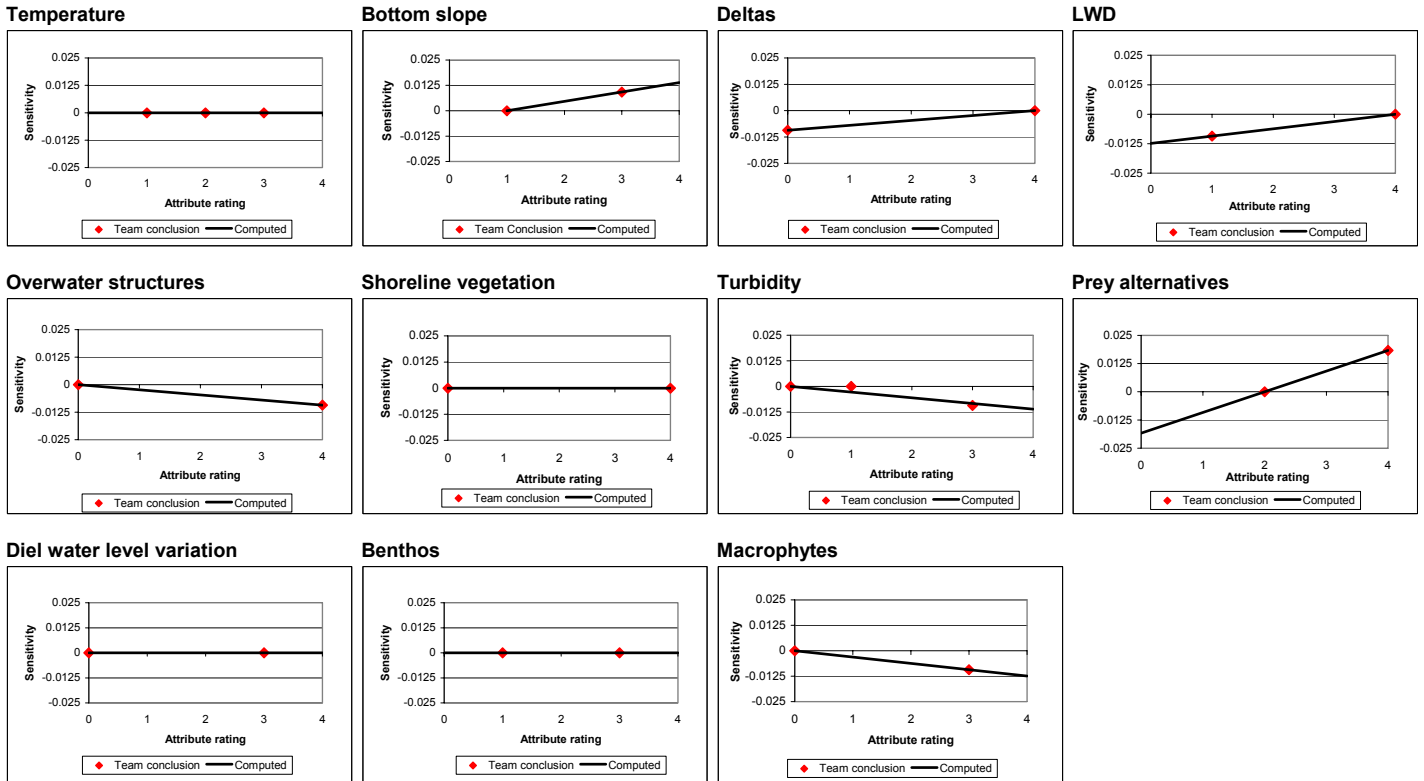 Temperature
0.025
0.0125
0
-0.0125
-0.025
Sensitivity
0 1 2 3 4
Attribute rating
Team conclusion Computed
Bottom slope
0.025
0.0125
0
-0.0125
-0.025
Sensitivity
0 1 2 3 4
Attribute rating
Team Conclusion Computed
Deltas
0.025
0.0125
0
-0.0125
-0.025
Sensitivity
0 1 2 3 4
Attribute rating
Team conclusion Computed
LWD
0.025
0.0125
0
-0.0125
-0.025
Sensitivity
0 1 2 3 4
Attribute rating
Team conclusion Computed
Overwater structures
0.025
0.0125
0
-0.0125
-0.025
Sensitivity
0 1 2 3 4
Attribute rating
Team conclusion Computed
Shoreline vegetation
0.025
0.0125
0
-0.0125
-0.025
Sensitivity
0 1 2 3 4
Attribute rating
Team conclusion Computed
Turbidity
0.025
0.0125
0
-0.0125
-0.025
Sensitivity
0 1 2 3 4
Attribute rating
Team conclusion Computed
Prey alternatives
0.025
0.0125
0
-0.0125
-0.025
Sensitivity
0 1 2 3 4
Attribute rating
Team conclusion Computed
Diel water level variation
0.025
0.0125
0
-0.0125
-0.025
Sensitivity
0 1 2 3 4
Attribute rating
Team conclusion Computed
Benthos
0.025
0.0125
0
-0.0125
-0.025
Sensitivity
0 1 2 3 4
Attribute rating
Team conclusion Computed
Macrophytes
0.025
0.0125
0
-0.0125
-0.025
Sensitivity
0 1 2 3 4
Attribute rating
Team conclusion Computed